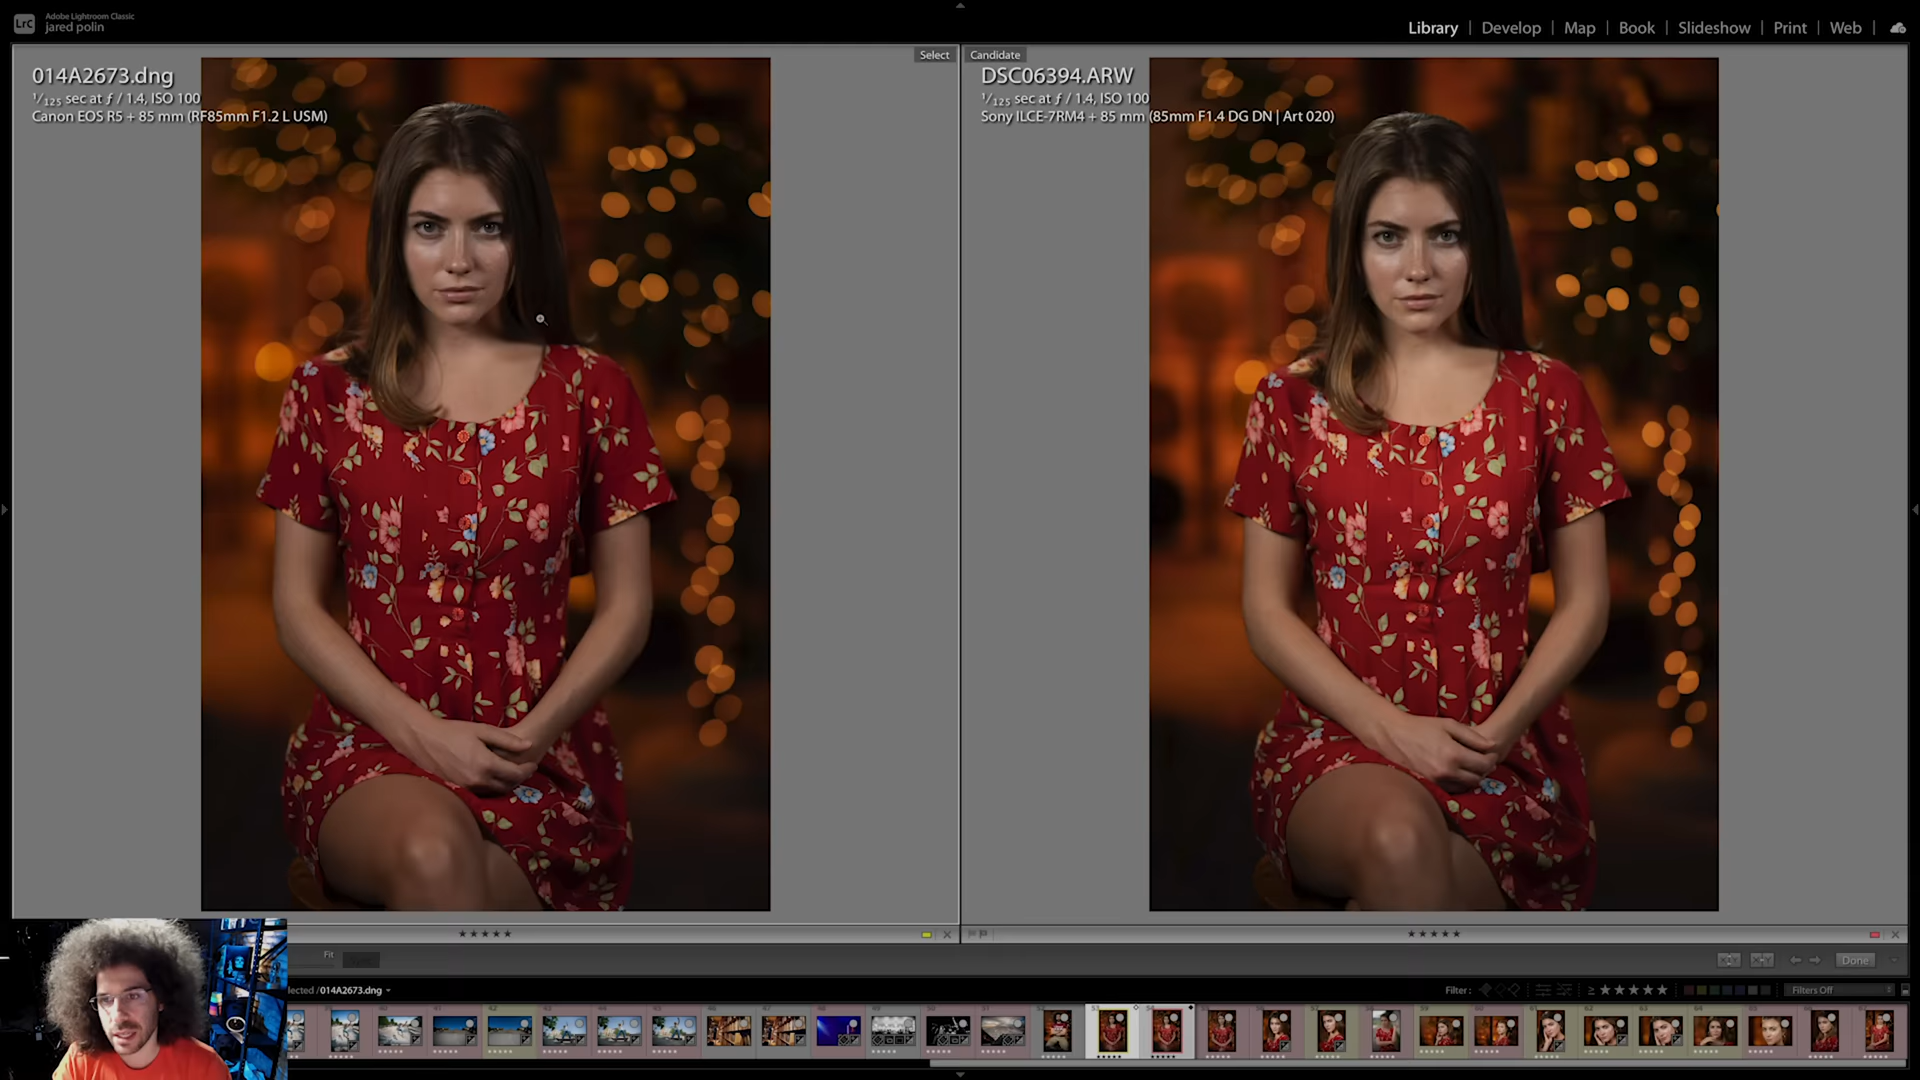 LrC
Adobe Lightroom Classic
jared polin
Library
Develop
Map
Book
Slideshow
Print
Web
Select
Candidate
014A2673.dng
1/125 sec at ƒ / 1.4, ISO 100
Canon EOS R5 + 85 mm (RF85mm F1.2 L USM)
DSC06394.ARW
1/125 sec at ƒ / 1.4, ISO 100
Sony ILCE-7RM4 + 85 mm (85mm F1.4 DG DN | Art 020)
Fit
Done
lected /014A2673.dng
Filter:
Filters Off